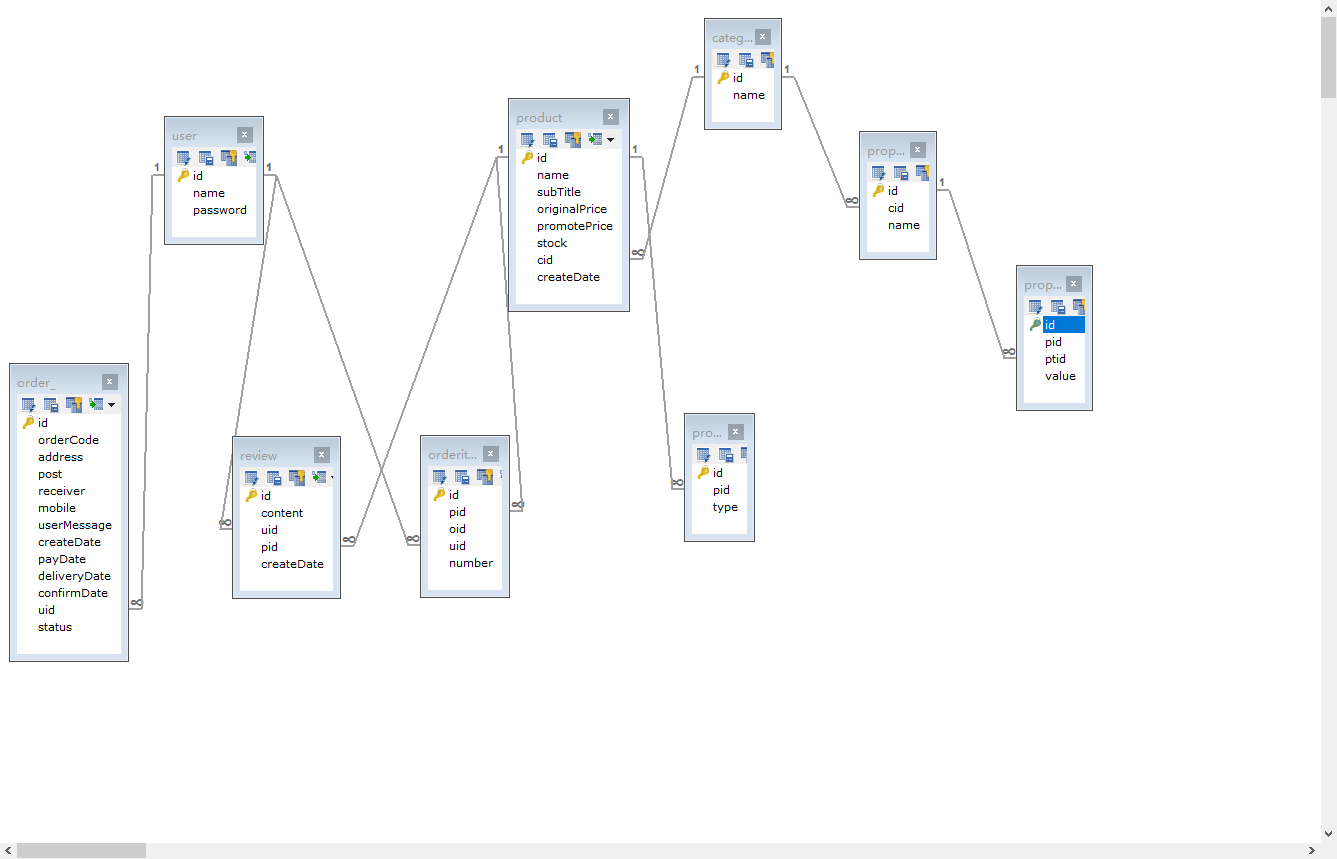 categ...
1
1
id
name
product
1
1
id
name
subTitle
originalPrice
promotePrice
stock
cid
createDate
user
1
1
id
name
password
prop...
1
id
cid
name
prop...
id
pid
ptid
value
order_
id
orderCode
address
post
receiver
mobile
userMessage
createDate
payDate
deliveryDate
confirmDate
uid
status
review
id
content
uid
pid
createDate
orderit...
id
pid
oid
uid
number
pro...
id
pid
type